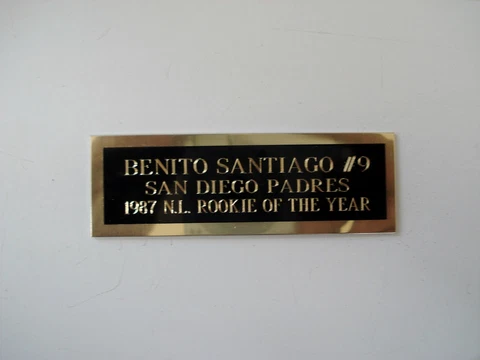 BENITO SANTIAGO #9
SAN DIEGO PADRES
1987 N.L. ROOKIE OF THE YEAR